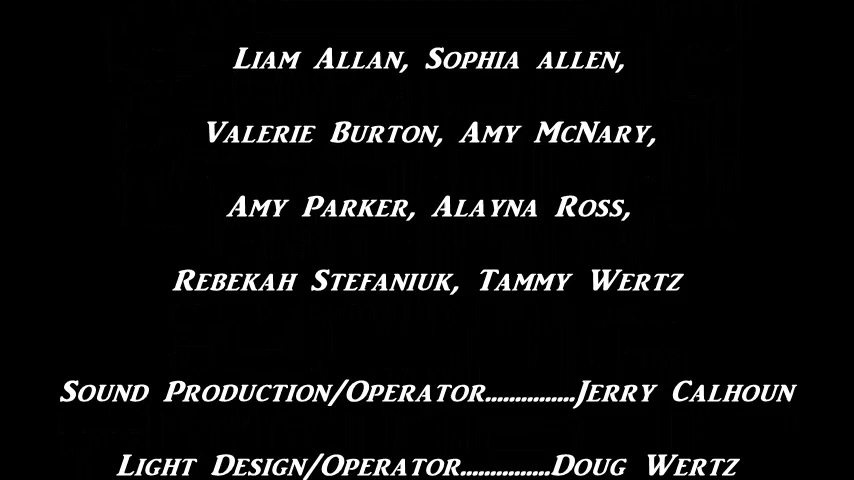 Liam Allan, Sophia allen,
Valerie Burton, Amy McNary,
Amy Parker, Alayna Ross,
Rebekah Stefaniuk, Tammy Wertz
Sound Production/Operator...............Jerry Calhoun
Light Design/Operator...............Doug Wertz